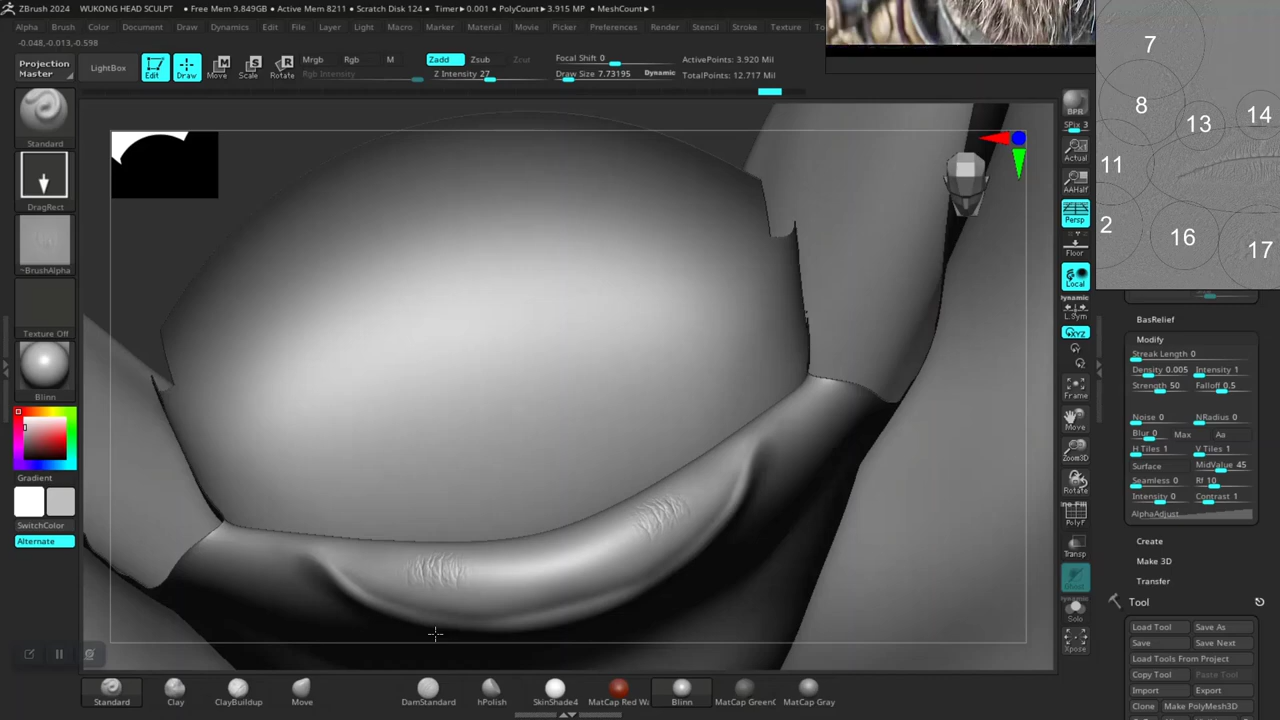 ZBrush 2024 WUKONG HEAD SCULPT • Free Mem 9.849GB • Active Mem 8211 • Scratch Disk 124 • Timer▸0.001 • PolyCount▸3.915 MP • MeshCount▸1
Alpha Brush Color Document Draw Dynamics Edit File Layer Light Macro Marker Material Movie Picker Preferences Render Stencil Stroke Texture
-0.048,-0.013,-0.598
Projection Master
LightBox
Edit
Draw
Move
Scale
Rotate
Mrgb Rgb M
Rgb Intensity
Zadd Zsub Zcut
Z Intensity 27
Focal Shift 0
Draw Size 7.73195 Dynamic
ActivePoints: 3.920 Mil
TotalPoints: 12.717 Mil
Standard
DragRect
~BrushAlpha
Texture Off
Blinn
Gradient
SwitchColor
Alternate
BPR
SPix 3
Actual
AAHalf
Persp
Floor
Local
Dynamic
L.Sym
XYZ
Frame
Move
Zoom3D
Rotate
PolyF
Transp
Ghost
Dynamic
Solo
Xpose
7
8
13
14
11
2
16
17
BasRelief
Modify
Streak Length 0
Density 0.005 Intensity 1
Strength 50 Falloff 0.5
Noise 0 NRadius 0
Blur 0 Max Aa
H Tiles 1 V Tiles 1
Surface MidValue 45
Seamless 0 Rf 10
Intensity 0 Contrast 1
AlphaAdjust
Create
Make 3D
Transfer
Tool
Load Tool Save As
Save Save Next
Load Tools From Project
Copy Tool Paste Tool
Import Export
Clone Make PolyMesh3D
Standard Clay ClayBuildup Move DamStandard hPolish SkinShade4 MatCap Red Wa Blinn MatCap GreenC MatCap Gray